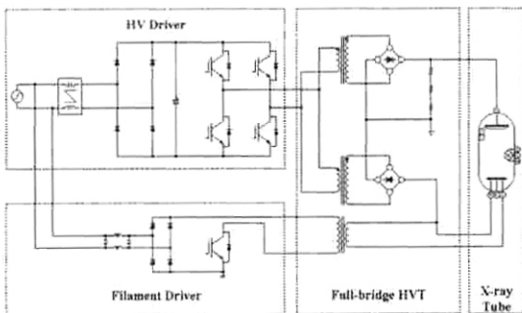 HV Driver
Filament Driver
Full-bridge HVT
X-ray
Tube